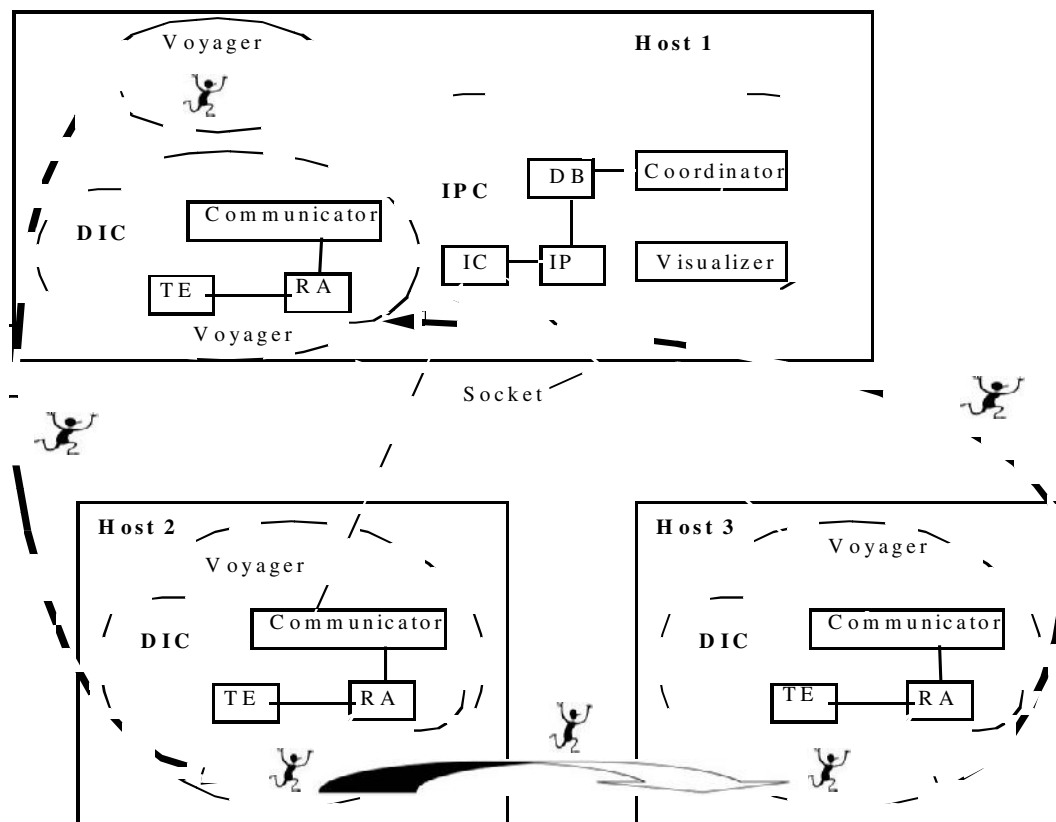 Voyager
Host 1
DB
Coordinator
IPC
Communicator
DIC
IC
IP
Visualizer
TE
RA
Voyager
Socket
Host 2
Host 3
Voyager
Voyager
Communicator
Communicator
DIC
DIC
TE
RA
TE
RA